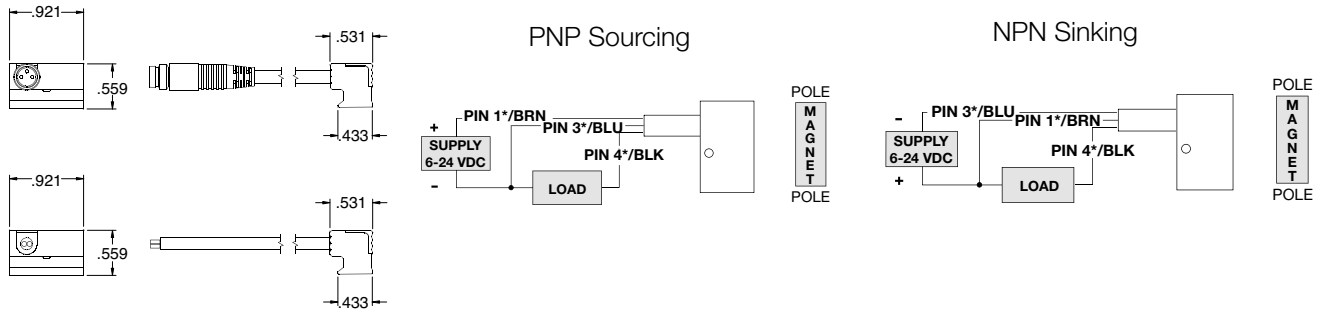 .921
.559
.531
.433
.921
.559
.531
.433
PNP Sourcing
PIN 1*/BRN
+
PIN 3*/BLU
SUPPLY
6-24 VDC
PIN 4*/BLK
-
LOAD
POLE
MAGNET
POLE
NPN Sinking
PIN 3*/BLU
-
PIN 1*/BRN
SUPPLY
6-24 VDC
PIN 4*/BLK
+
LOAD
POLE
MAGNET
POLE